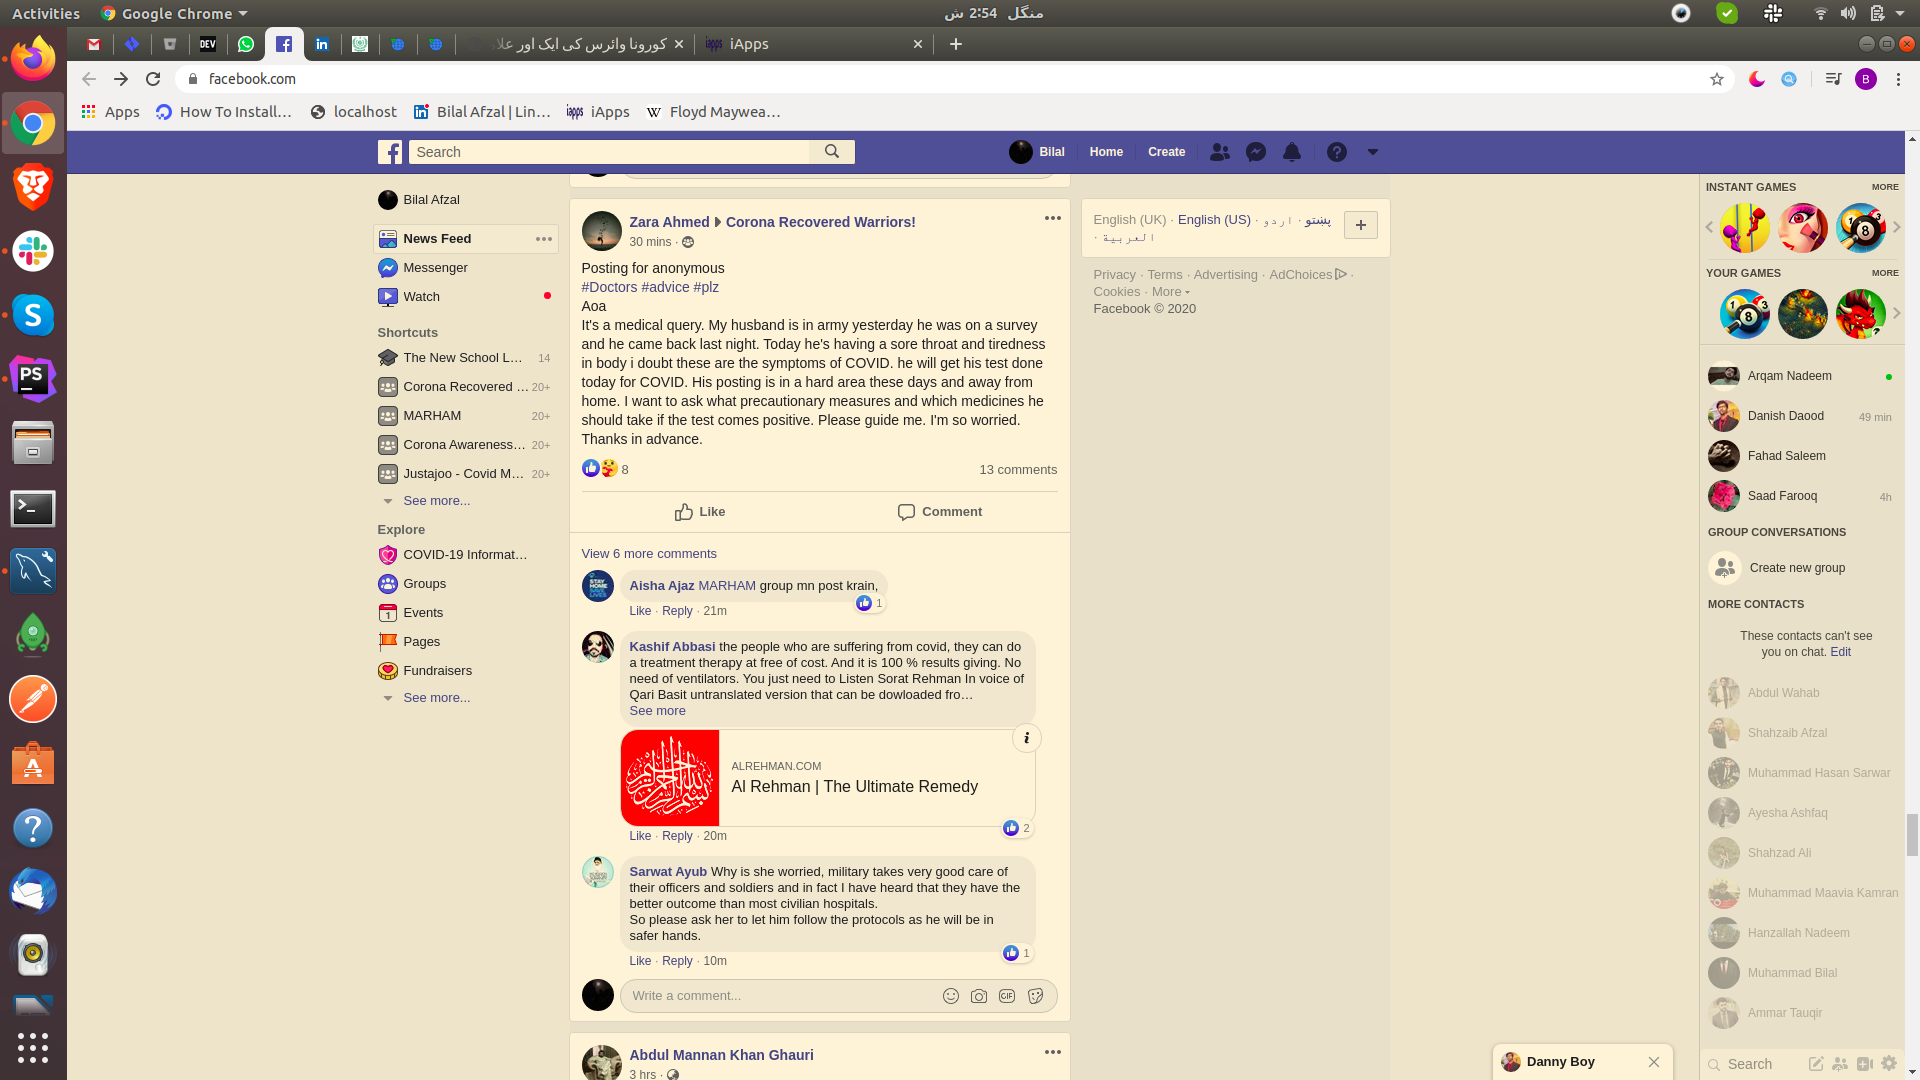 Activities
Google Chrome
منگل 2:54 ش
کورونا وائرس کی ایک اور علا
iapps iApps
facebook.com
B
Apps
How To Install…
localhost
Bilal Afzal | Lin…
iApps
Floyd Maywea…
Search
Bilal
Home
Create
Bilal Afzal
News Feed
Messenger
Watch
Shortcuts
The New School L… 14
Corona Recovered … 20+
MARHAM 20+
Corona Awareness… 20+
Justajoo - Covid M… 20+
See more...
Explore
COVID-19 Informat…
Groups
Events
Pages
Fundraisers
See more...
Zara Ahmed Corona Recovered Warriors!
30 mins ·
Posting for anonymous
#Doctors #advice #plz
Aoa
It's a medical query. My husband is in army yesterday he was on a survey
and he came back last night. Today he's having a sore throat and tiredness
in body i doubt these are the symptoms of COVID. he will get his test done
today for COVID. His posting is in a hard area these days and away from
home. I want to ask what precautionary measures and which medicines he
should take if the test comes positive. Please guide me. I'm so worried.
Thanks in advance.
8
13 comments
Like
Comment
View 6 more comments
Aisha Ajaz MARHAM group mn post krain,
1
Like · Reply · 21m
Kashif Abbasi the people who are suffering from covid, they can do
a treatment therapy at free of cost. And it is 100 % results giving. No
need of ventilators. You just need to Listen Sorat Rehman In voice of
Qari Basit untranslated version that can be dowloaded fro…
See more
ALREHMAN.COM
Al Rehman | The Ultimate Remedy
2
Like · Reply · 20m
Sarwat Ayub Why is she worried, military takes very good care of
their officers and soldiers and in fact I have heard that they have the
better outcome than most civilian hospitals.
So please ask her to let him follow the protocols as he will be in
safer hands.
1
Like · Reply · 10m
Write a comment...
Abdul Mannan Khan Ghauri
3 hrs ·
English (UK) · English (US) · اردو · پښتو
· العربية
Privacy · Terms · Advertising · AdChoices ·
Cookies · More
Facebook © 2020
INSTANT GAMES MORE
YOUR GAMES MORE
Arqam Nadeem
Danish Daood 49 min
Fahad Saleem
Saad Farooq 4h
GROUP CONVERSATIONS
Create new group
MORE CONTACTS
These contacts can't see
you on chat. Edit
Abdul Wahab
Shahzaib Afzal
Muhammad Hasan Sarwar
Ayesha Ashfaq
Shahzad Ali
Muhammad Maavia Kamran
Hanzallah Nadeem
Muhammad Bilal
Ammar Tauqir
Search
Danny Boy